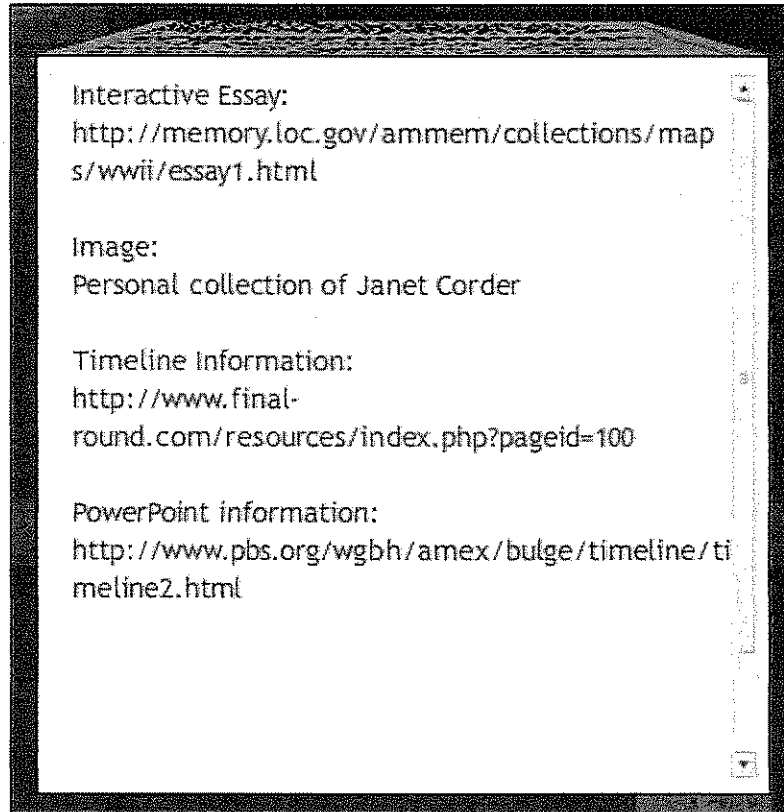 Interactive Essay:
http://memory.loc.gov/ammem/collections/map
s/wwii/essay1.html
Image:
Personal collection of Janet Corder
Timeline Information:
http://www.final-
round.com/resources/index.php?pageid=100
PowerPoint information:
http://www.pbs.org/wgbh/amex/bulge/timeline/ti
meline2.html